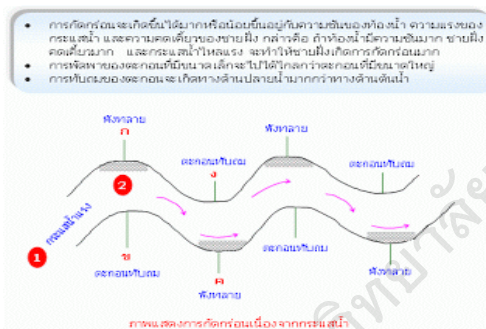 การกัดกร่อนจะเกิดขึ้นได้มากหรือน้อยขึ้นอยู่กับความชันของท้องน้ำ ความแรงของ
กระแสน้ำ และความคดเคี้ยวของชายฝั่ง กล่าวคือ ถ้าท้องน้ำมีความชันมาก ชายฝั่ง
คดเคี้ยวมาก และกระแสน้ำไหลแรง จะทำให้ชายฝั่งเกิดการกัดกร่อนมาก
การพัดพาของตะกอนที่มีขนาดเล็กจะไปได้ไกลกว่าตะกอนที่มีขนาดใหญ่
การทับถมของตะกอนจะเกิดทางด้านปลายน้ำมากกว่าทางด้านต้นน้ำ
พังทลาย
ก
พังทลาย
ตะกอนทับถม
ง
ตะกอนทับถม
2
กระแสน้ำแรง
1
ข
ตะกอนทับถม
ค
พังทลาย
ตะกอนทับถม
พังทลาย
ภาพแสดงการกัดกร่อนเนื่องจากกระแสน้ำ